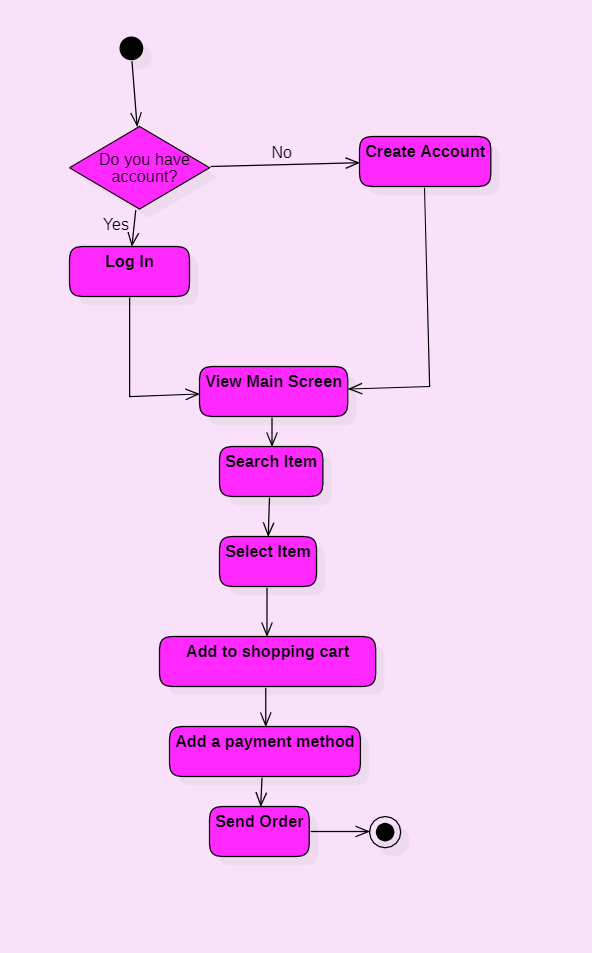 Do you have
account?
No
Create Account
Yes
Log In
View Main Screen
Search Item
Select Item
Add to shopping cart
Add a payment method
Send Order